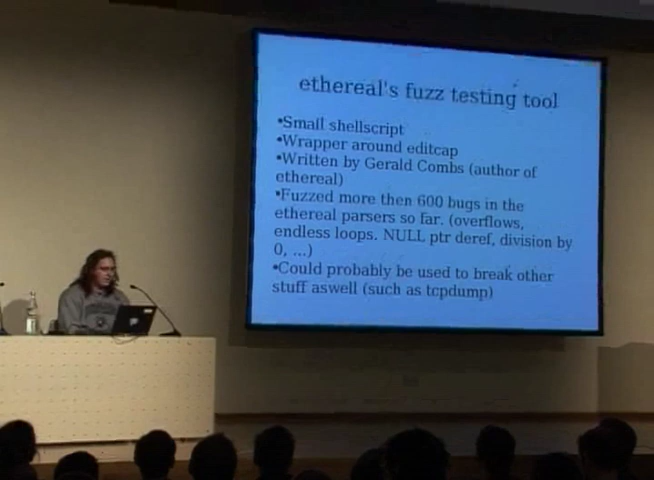 ethereal's fuzz testing tool
•Small shellscript
•Wrapper around editcap
•Written by Gerald Combs (author of
ethereal)
•Fuzzed more then 600 bugs in the
ethereal parsers so far. (overflows,
endless loops. NULL ptr deref, division by
0, ...)
•Could probably be used to break other
stuff aswell (such as tcpdump)